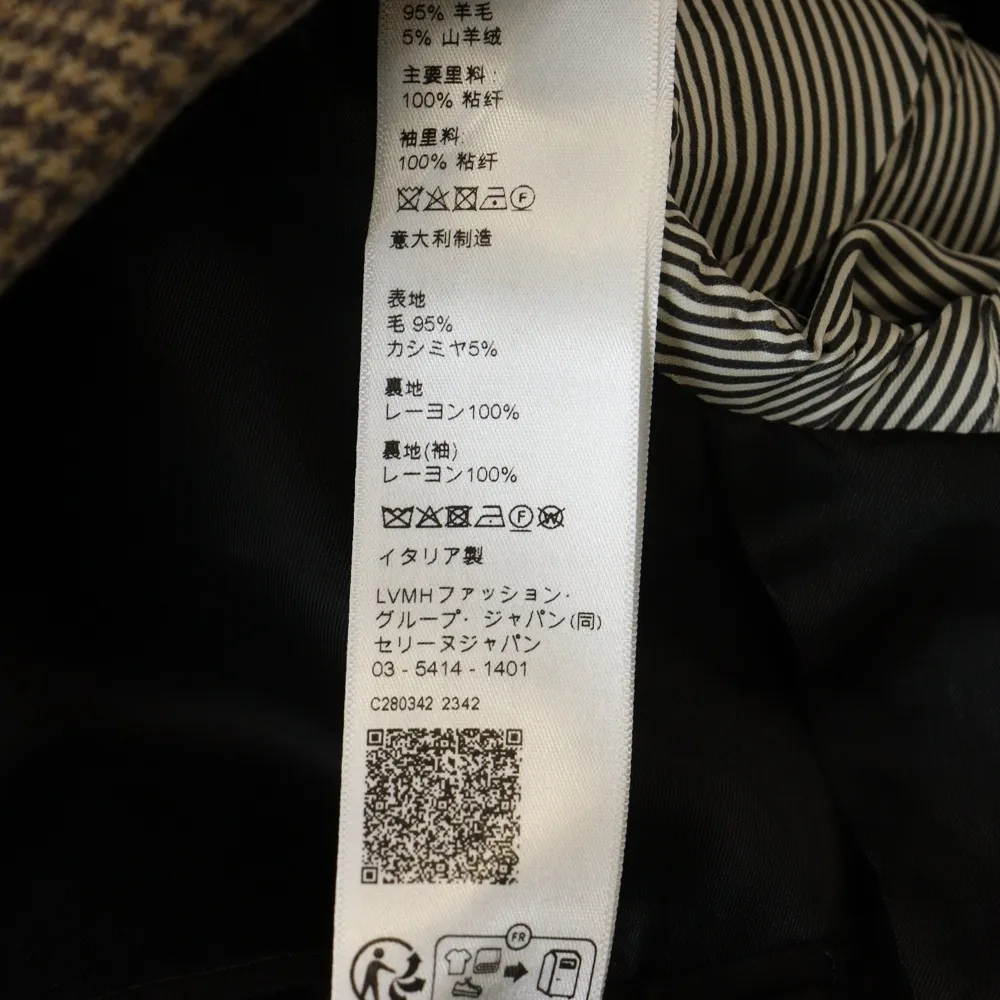 95% 羊毛
5% 山羊绒
主要里料:
100% 粘纤
袖里料:
100% 粘纤
F
意大利制造
表地
毛 95%
カシミヤ5%
裏地
レーヨン100%
裏地(袖)
レーヨン100%
F W
イタリア製
LVMHファッション・
グループ・ ジャパン(同)
セリーヌジャパン
03 - 5414 - 1401
C280342 2342
FR